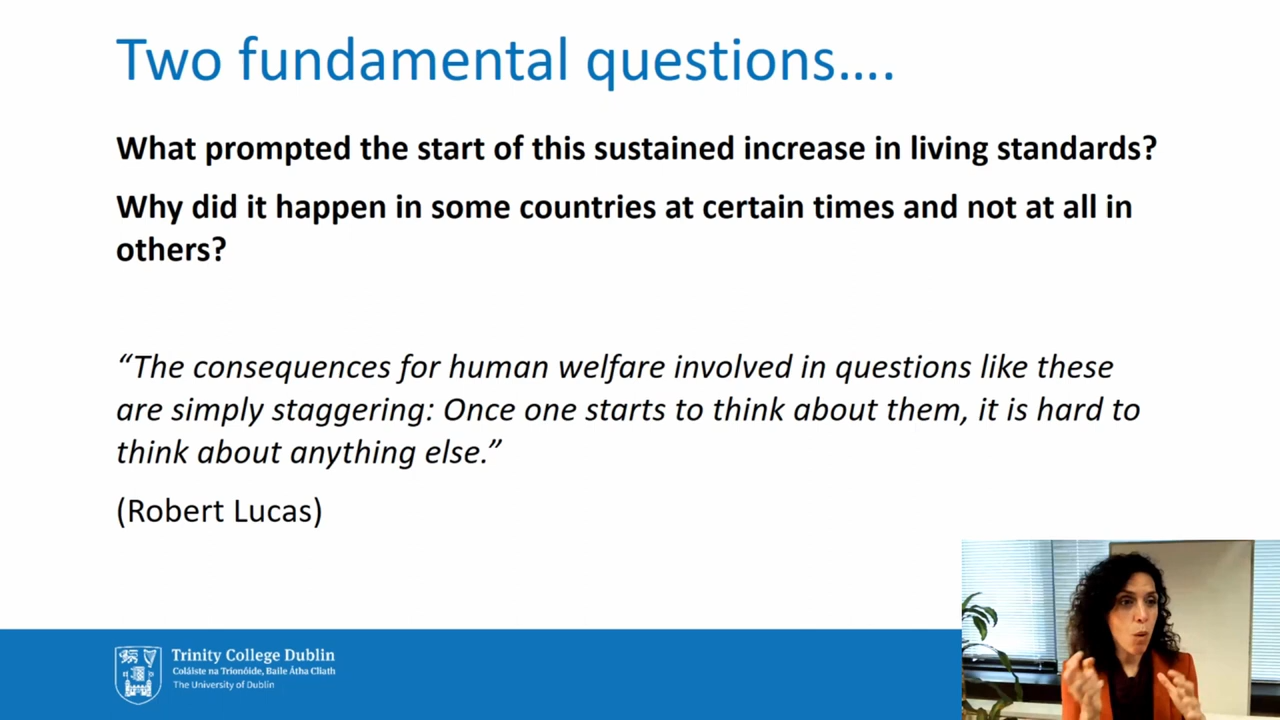 Two fundamental questions….
What prompted the start of this sustained increase in living standards?
Why did it happen in some countries at certain times and not at all in
others?
“The consequences for human welfare involved in questions like these
are simply staggering: Once one starts to think about them, it is hard to
think about anything else.”
(Robert Lucas)
Trinity College Dublin
Coláiste na Tríonóide, Baile Átha Cliath
The University of Dublin